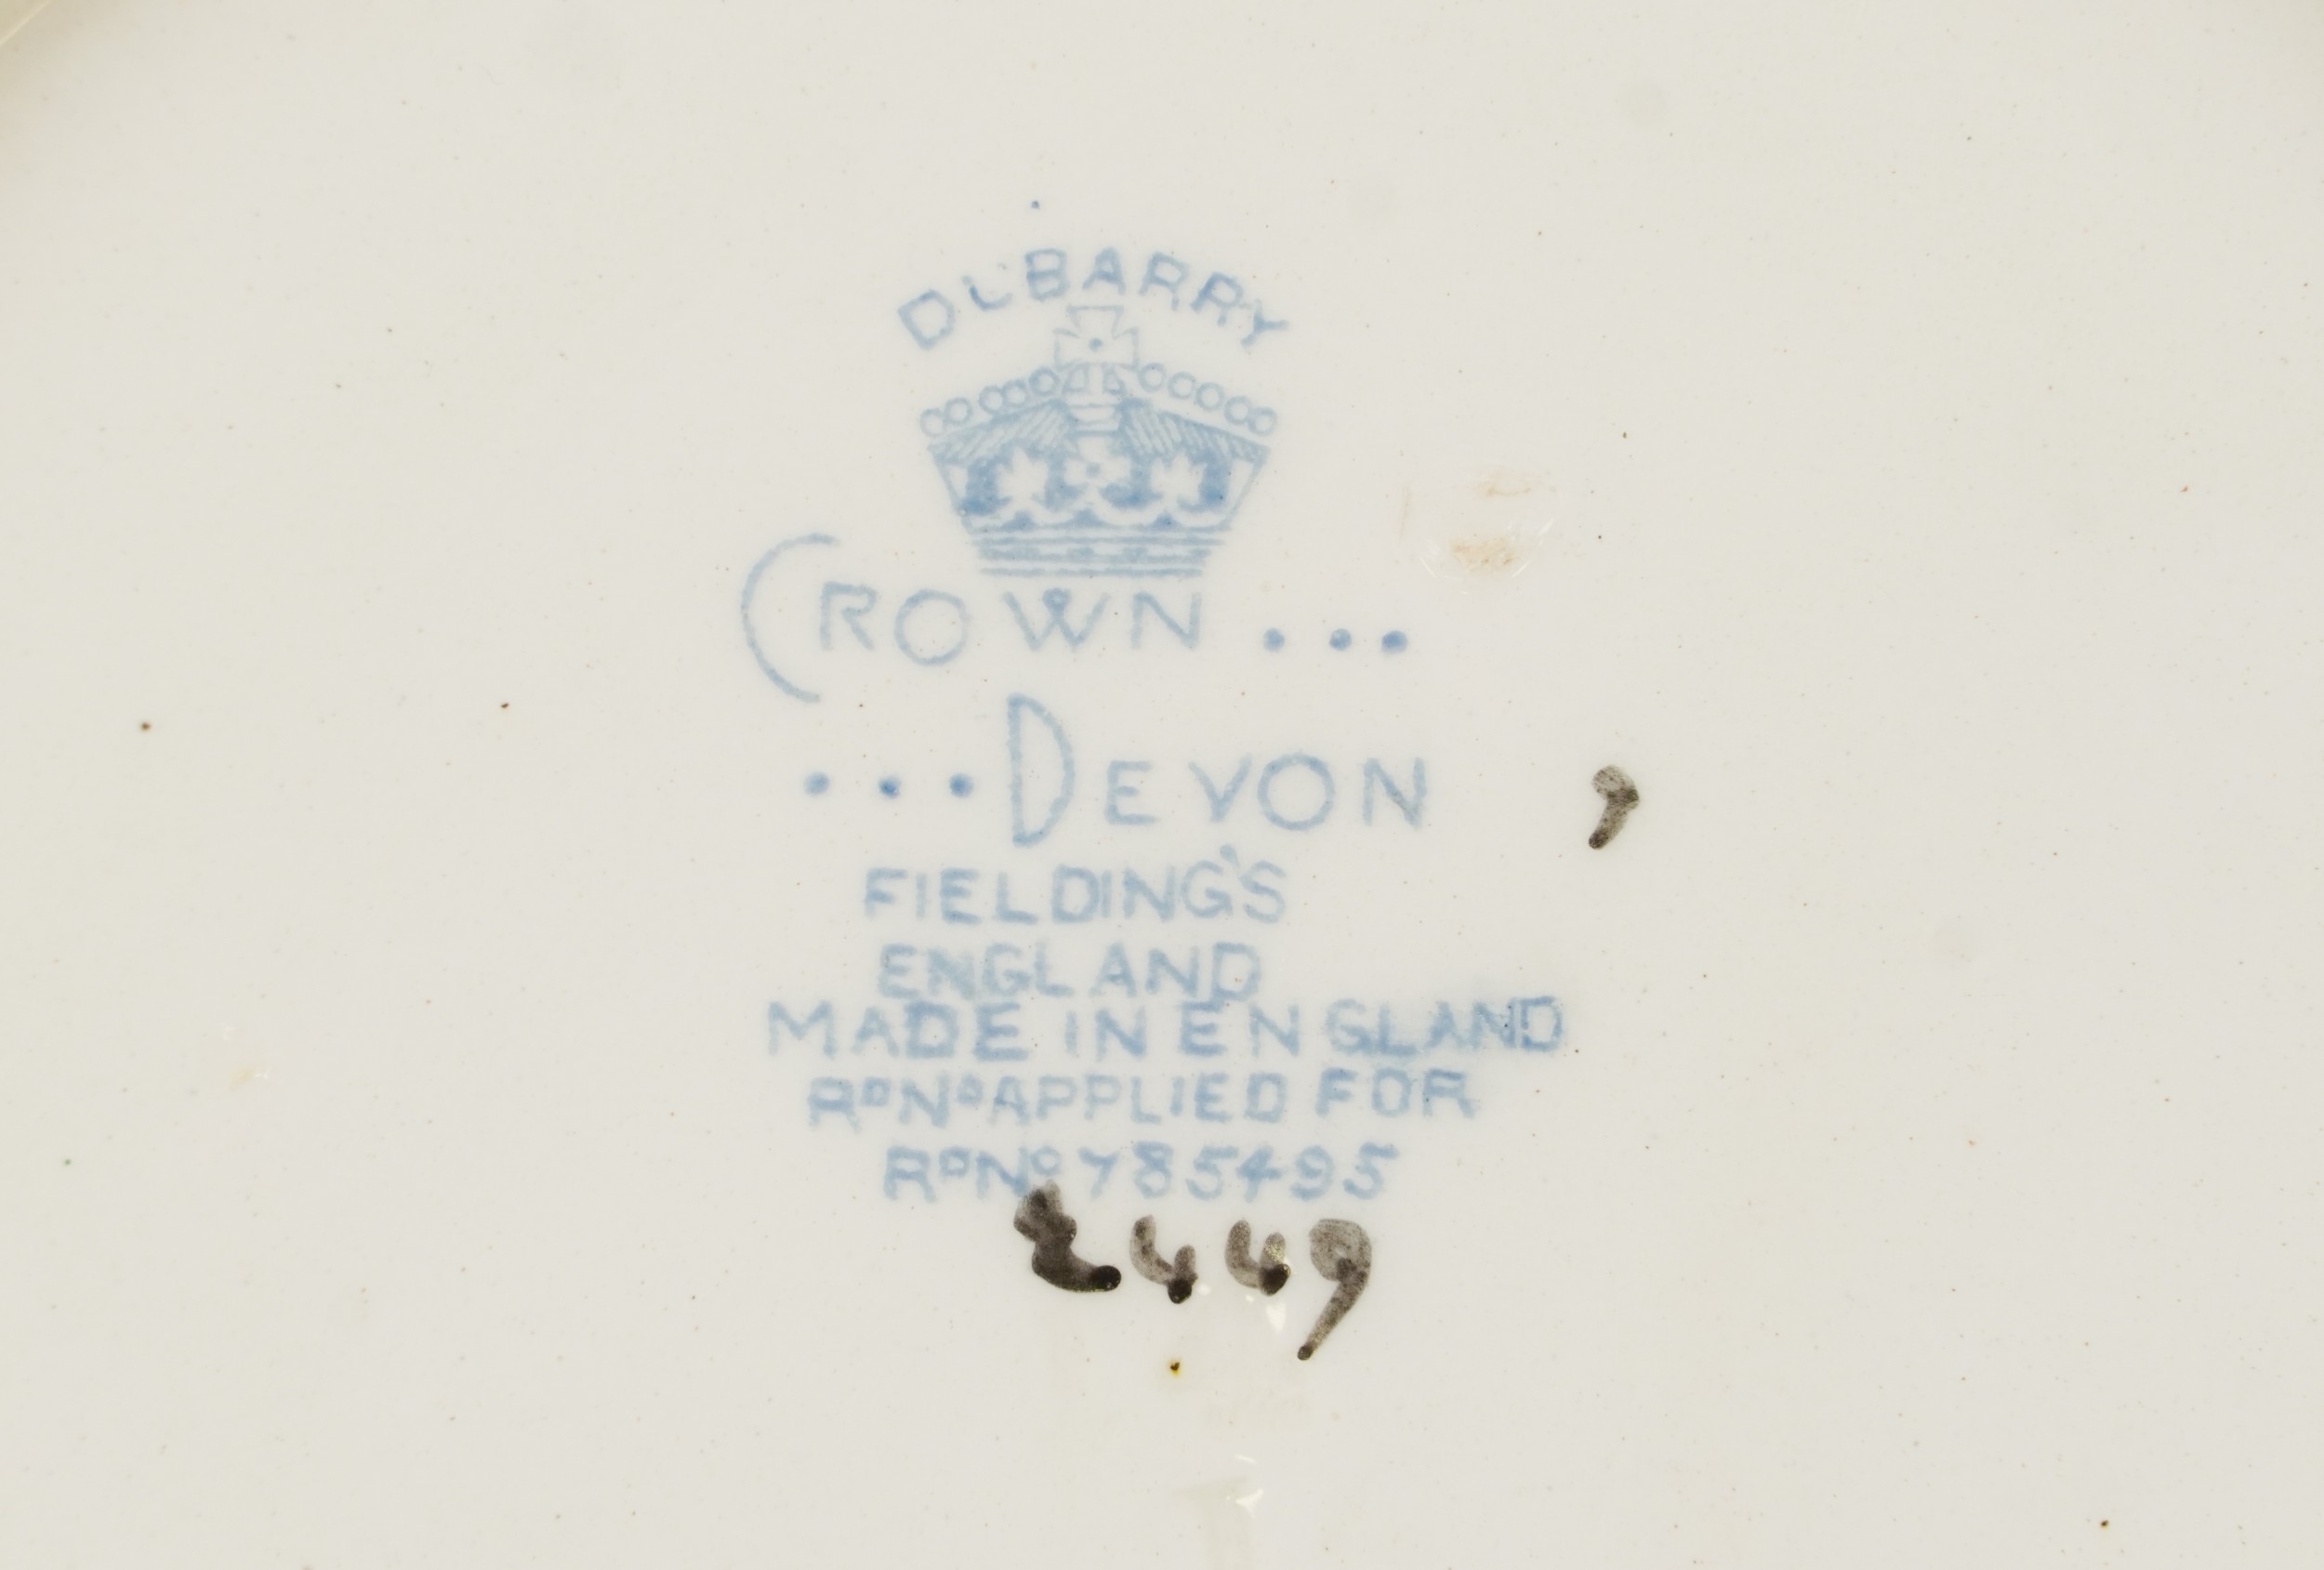 DUBARRY
CROWN ...
... DEVON
FIELDING'S
ENGLAND
MADE IN ENGLAND
RDNO APPLIED FOR
RDNO 785495
2449